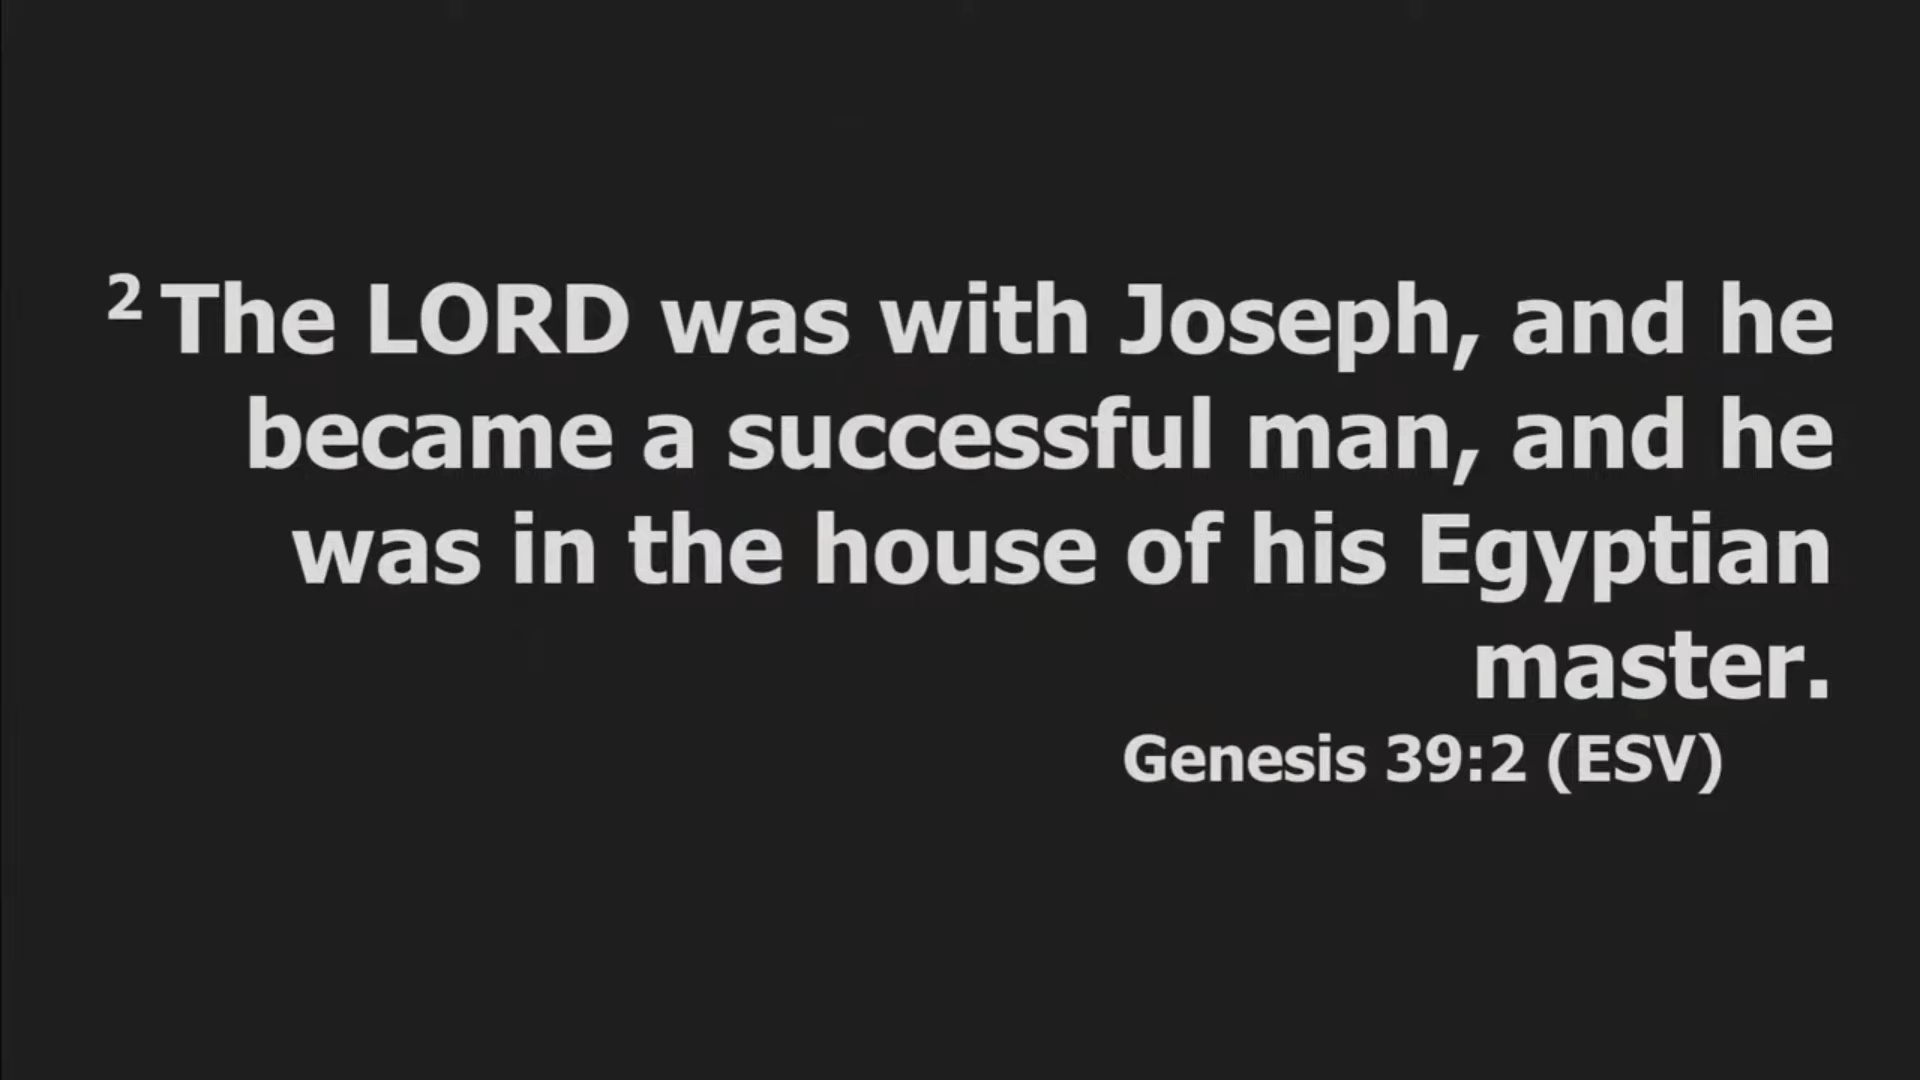 2 The LORD was with Joseph, and he
became a successful man, and he
was in the house of his Egyptian
master.
Genesis 39:2 (ESV)